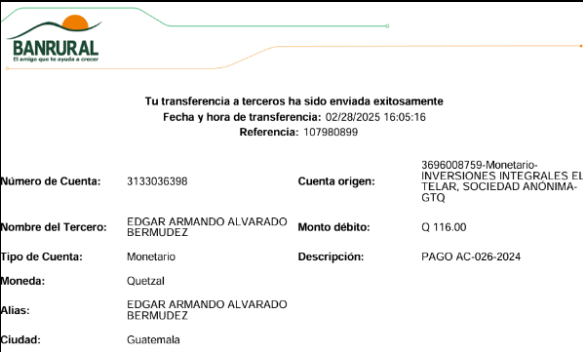 BANRURAL
El amigo que te ayuda a crecer
Tu transferencia a terceros ha sido enviada exitosamente
Fecha y hora de transferencia: 02/28/2025 16:05:16
Referencia: 107980899
Número de Cuenta: 3133036398
Cuenta origen: 3696008759-Monetario-
INVERSIONES INTEGRALES EL
TELAR, SOCIEDAD ANÓNIMA-
GTQ
Nombre del Tercero: EDGAR ARMANDO ALVARADO
BERMUDEZ
Monto débito: Q 116.00
Tipo de Cuenta: Monetario
Descripción: PAGO AC-026-2024
Moneda: Quetzal
Alias: EDGAR ARMANDO ALVARADO
BERMUDEZ
Ciudad: Guatemala